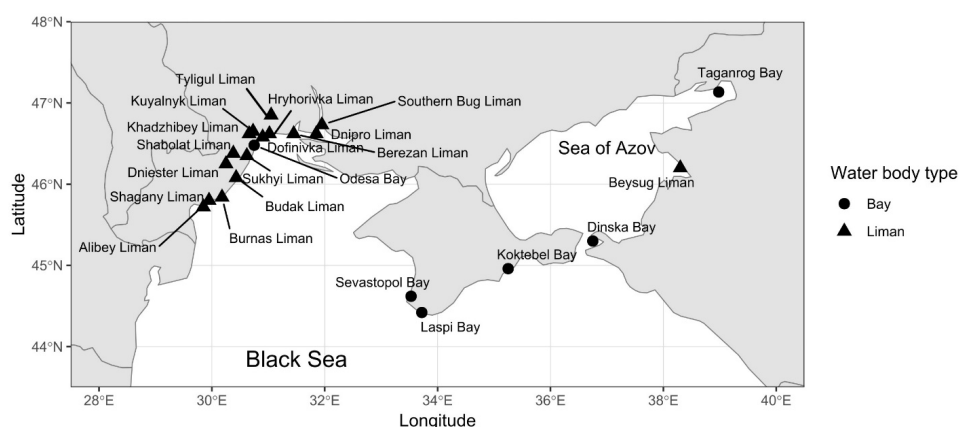 48°N
47°N
46°N
45°N
44°N
Latitude
Taganrog Bay
Tyligul Liman
Hryhorivka Liman
Kuyalnyk Liman
Southern Bug Liman
Khadzhibey Liman
Dnipro Liman
Shabolat Liman
Dofinivka Liman
Berezan Liman
Sea of Azov
Dniester Liman
Sukhyi Liman
Odesa Bay
Beysug Liman
Shagany Liman
Budak Liman
Alibey Liman
Burnas Liman
Dinska Bay
Koktebel Bay
Sevastopol Bay
Laspi Bay
Black Sea
28°E
30°E
32°E
34°E
36°E
38°E
40°E
Longitude
Water body type
Bay
Liman